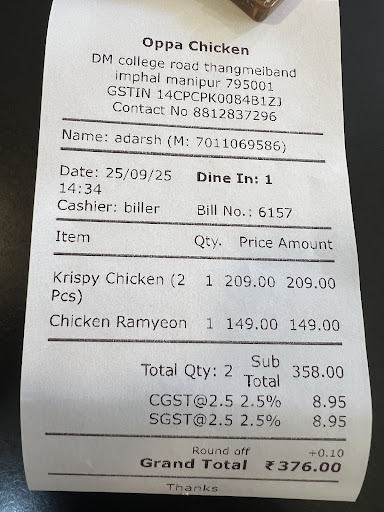 Oppa Chicken
DM college road thangmeiband
imphal manipur 795001
GSTIN 14CPCPK0084B1ZJ
Contact No 8812837296
Name: adarsh (M: 7011069586)
Date: 25/09/25 Dine In: 1
14:34
Cashier: biller Bill No.: 6157
Item Qty. Price Amount
Krispy Chicken (2 1 209.00 209.00
Pcs)
Chicken Ramyeon 1 149.00 149.00
Total Qty: 2 Sub 358.00
Total
CGST@2.5 2.5% 8.95
SGST@2.5 2.5% 8.95
Round off +0.10
Grand Total ₹376.00
Thanks